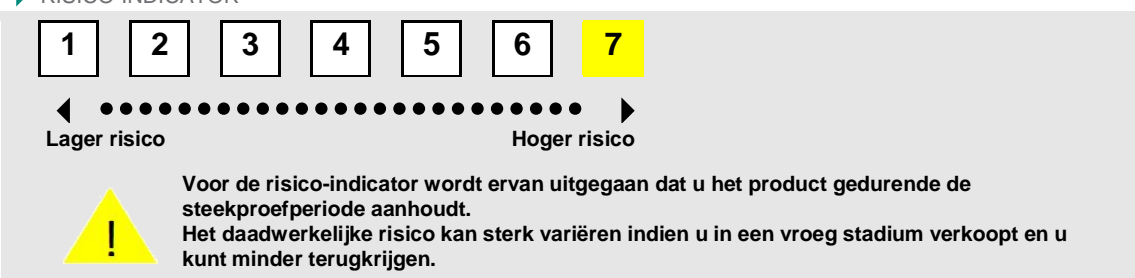 RISICO-INDICATOR
1 2 3 4 5 6 7
Lager risico Hoger risico
Voor de risico-indicator wordt ervan uitgegaan dat u het product gedurende de
steekproefperiode aanhoudt.
! Het daadwerkelijke risico kan sterk variëren indien u in een vroeg stadium verkoopt en u
kunt minder terugkrijgen.